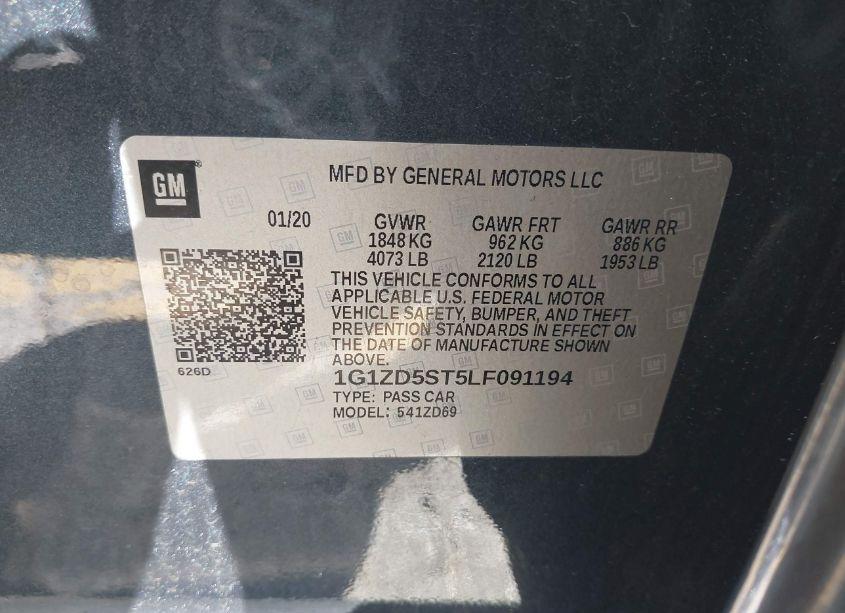 GM
MFD BY GENERAL MOTORS LLC
01/20 GVWR GAWR FRT GAWR RR
1848 KG 962 KG 886 KG
4073 LB 2120 LB 1953 LB
THIS VEHICLE CONFORMS TO ALL
APPLICABLE U.S. FEDERAL MOTOR
VEHICLE SAFETY, BUMPER, AND THEFT
PREVENTION STANDARDS IN EFFECT ON
THE DATE OF MANUFACTURE SHOWN
ABOVE.
626D
1G1ZD5ST5LF091194
TYPE: PASS CAR
MODEL: 541ZD69